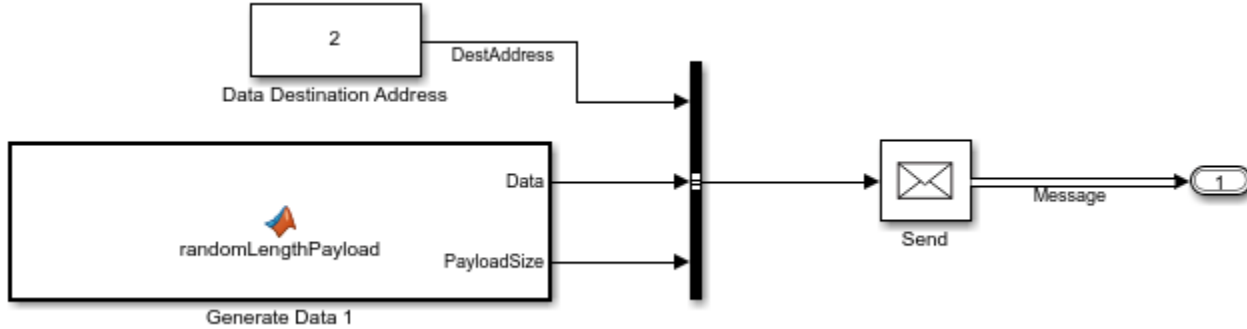 2
DestAddress
Data Destination Address
Data
randomLengthPayload
PayloadSize
Generate Data 1
Send
Message
1